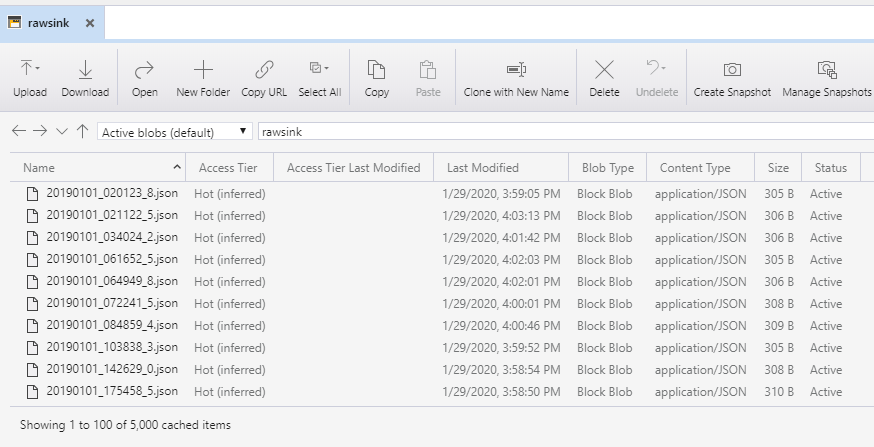 rawsink
Upload Download Open New Folder Copy URL Select All Copy Paste Clone with New Name Delete Undelete Create Snapshot Manage Snapshots
Active blobs (default) rawsink
Name Access Tier Access Tier Last Modified Last Modified Blob Type Content Type Size Status
20190101_020123_8.json Hot (inferred) 1/29/2020, 3:59:05 PM Block Blob application/JSON 305 B Active
20190101_021122_5.json Hot (inferred) 1/29/2020, 4:03:13 PM Block Blob application/JSON 306 B Active
20190101_034024_2.json Hot (inferred) 1/29/2020, 4:01:42 PM Block Blob application/JSON 306 B Active
20190101_061652_5.json Hot (inferred) 1/29/2020, 4:02:03 PM Block Blob application/JSON 305 B Active
20190101_064949_8.json Hot (inferred) 1/29/2020, 4:02:01 PM Block Blob application/JSON 306 B Active
20190101_072241_5.json Hot (inferred) 1/29/2020, 4:00:01 PM Block Blob application/JSON 308 B Active
20190101_084859_4.json Hot (inferred) 1/29/2020, 4:00:46 PM Block Blob application/JSON 309 B Active
20190101_103838_3.json Hot (inferred) 1/29/2020, 3:59:52 PM Block Blob application/JSON 305 B Active
20190101_142629_0.json Hot (inferred) 1/29/2020, 3:58:54 PM Block Blob application/JSON 308 B Active
20190101_175458_5.json Hot (inferred) 1/29/2020, 3:58:50 PM Block Blob application/JSON 310 B Active
Showing 1 to 100 of 5,000 cached items